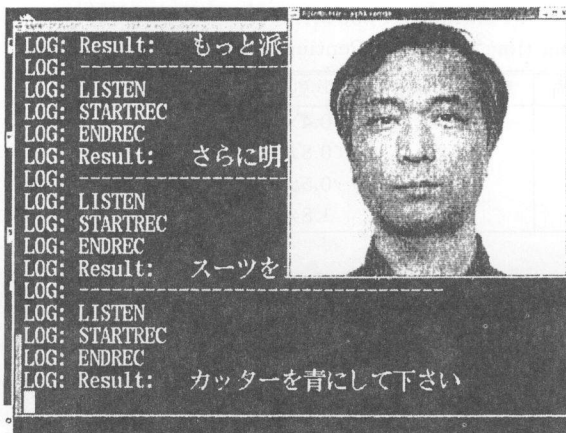 LOG: Result: もっと派
LOG: --------------------
LOG: LISTEN
LOG: STARTREC
LOG: ENDREC
LOG: Result: さらに明
LOG: --------------------
LOG: LISTEN
LOG: STARTREC
LOG: ENDREC
LOG: Result: スーツを
LOG: ----------------------------------
LOG: LISTEN
LOG: STARTREC
LOG: ENDREC
LOG: Result: カッターを青にして下さい